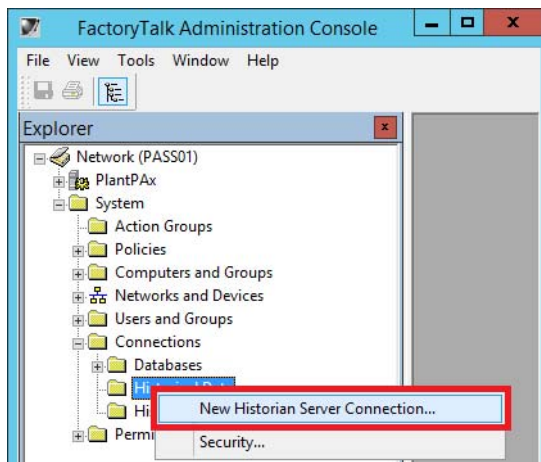 FactoryTalk Administration Console
File View Tools Window Help
Explorer
Network (PASS01)
PlantPAx
System
Action Groups
Policies
Computers and Groups
Networks and Devices
Users and Groups
Connections
Databases
New Historian Server Connection...
Security...